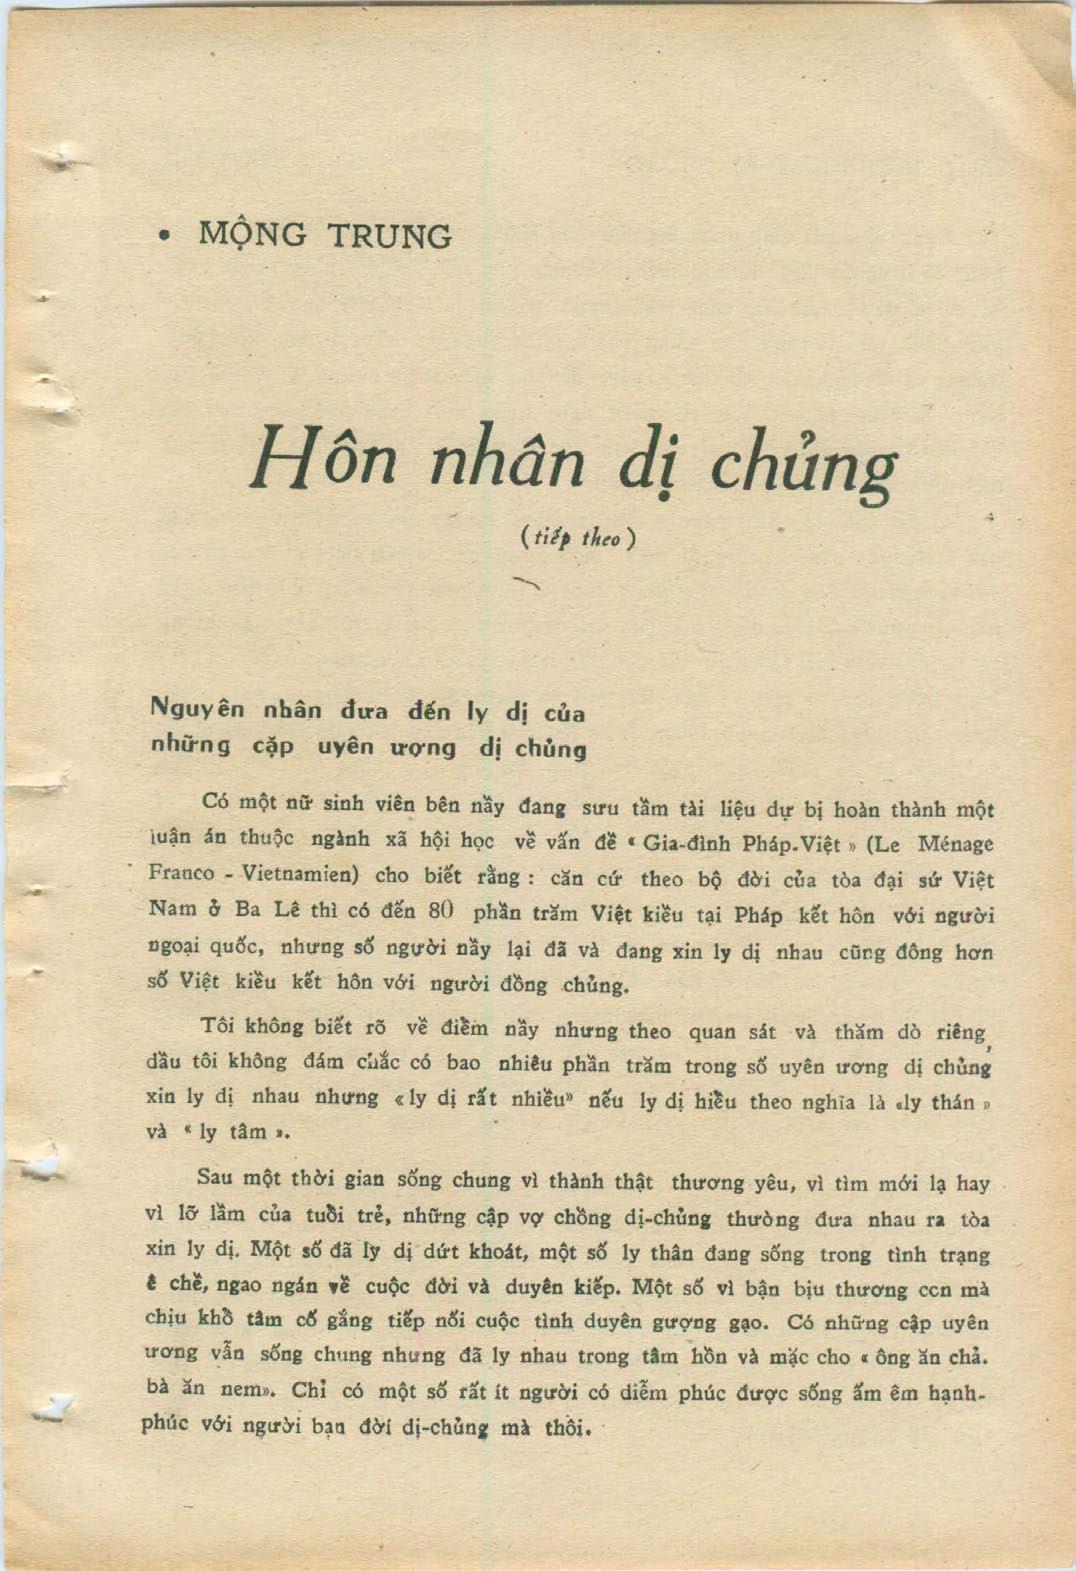 • MỘNG TRUNG
Hôn nhân dị chủng
(tiếp theo)
Nguyên nhân đưa đến ly dị của
những cặp uyên ượng dị chủng
Có một nữ sinh viên bên nầy đang sưu tầm tài liệu dự bị hoàn thành một
luận án thuộc ngành xã hội học về vấn đề « Gia-đình Pháp-Việt » (Le Ménage
Franco - Vietnamien) cho biết rằng : căn cứ theo bộ đời của tòa đại sứ Việt
Nam ở Ba Lê thì có đến 80 phần trăm Việt kiều tại Pháp kết hôn với người
ngoại quốc, nhưng số người nầy lại đã và đang xin ly dị nhau cũng đông hơn
số Việt kiều kết hôn với người đồng chủng.
Tôi không biết rõ về điểm nầy nhưng theo quan sát và thăm dò riêng,
dầu tôi không đám chắc có bao nhiêu phần trăm trong số uyên ương dị chủng
xin ly dị nhau nhưng «ly dị rất nhiều» nếu ly dị hiểu theo nghĩa là «ly thán »
và « ly tâm ».
Sau một thời gian sống chung vì thành thật thương yêu, vì tìm mới lạ hay
vì lỡ lầm của tuổi trẻ, những cập vợ chồng dị-chủng thường đưa nhau ra tòa
xin ly dị. Một số đã ly dị dứt khoát, một số ly thân đang sống trong tình trạng
ê chề, ngao ngán về cuộc đời và duyên kiếp. Một số vì bận bịu thương con mà
chịu khổ tâm cố gắng tiếp nối cuộc tình duyên gượng gạo. Có những cập uyên
ương vẫn sống chung nhưng đã ly nhau trong tâm hồn và mặc cho « ông ăn chả.
bà ăn nem». Chỉ có một số rất ít người có diễm phúc được sống ấm êm hạnh-
phúc với người bạn đời dị-chủng mà thôi.